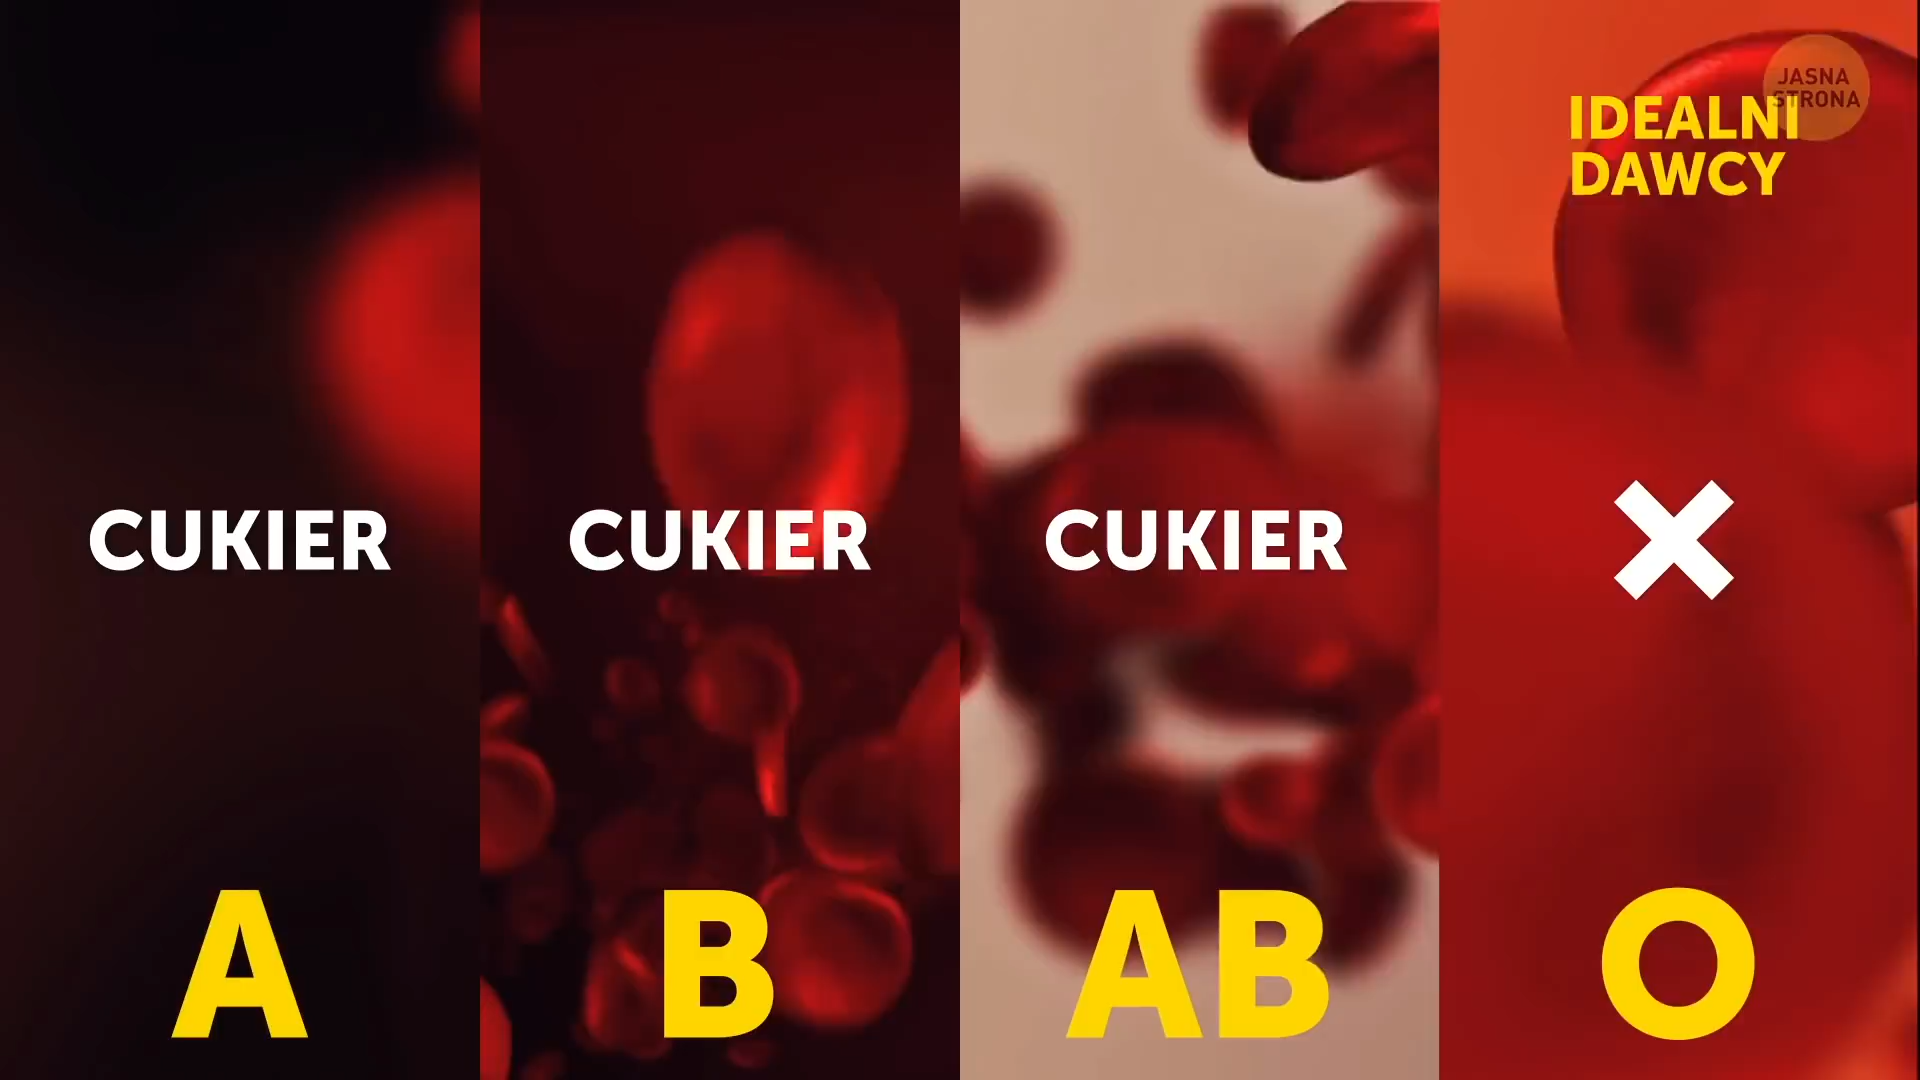 JASNA
STRONA
IDEALNI
DAWCY
CUKIER
CUKIER
CUKIER
A
B
AB
O